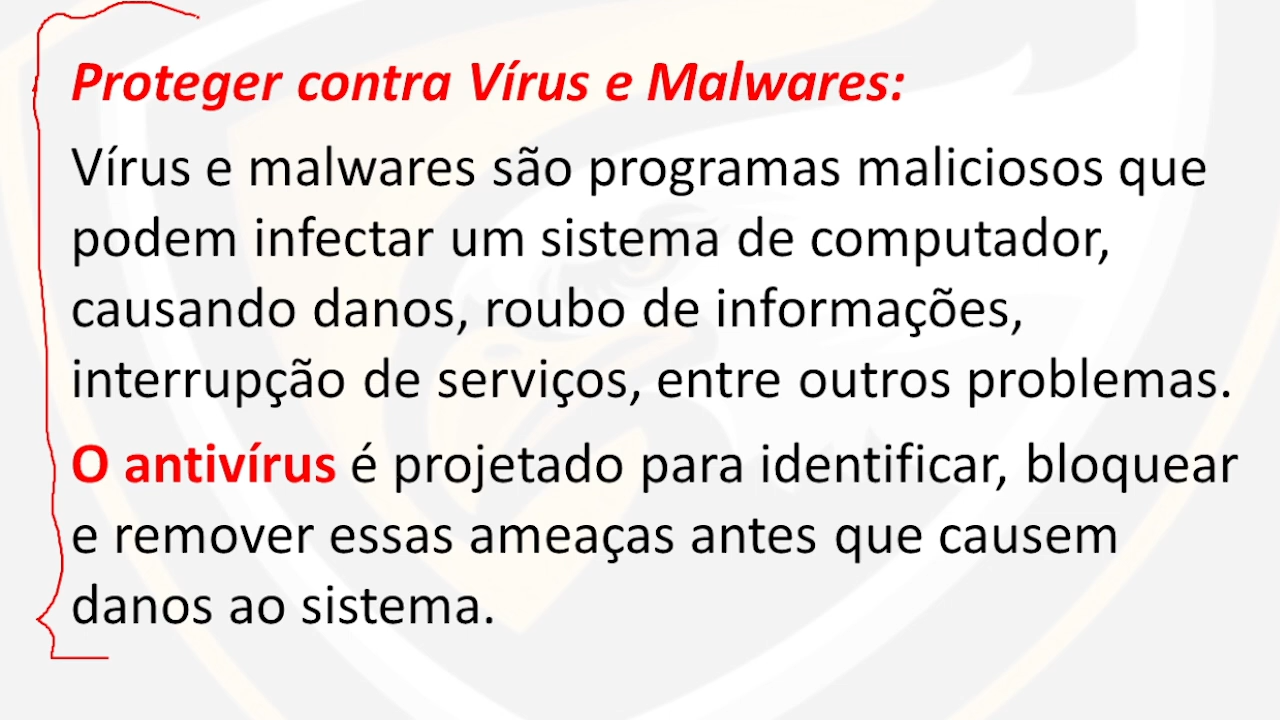 Proteger contra Vírus e Malwares:
Vírus e malwares são programas maliciosos que
podem infectar um sistema de computador,
causando danos, roubo de informações,
interrupção de serviços, entre outros problemas.
O antivírus é projetado para identificar, bloquear
e remover essas ameaças antes que causem
danos ao sistema.